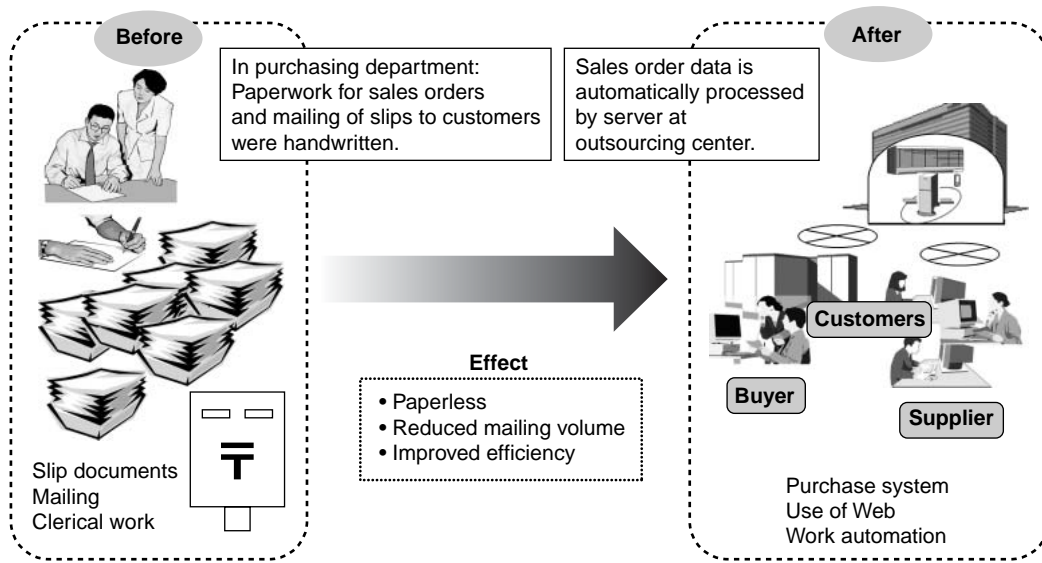 Before
In purchasing department:
Paperwork for sales orders
and mailing of slips to customers
were handwritten.
Sales order data is
automatically processed
by server at
outsourcing center.
After
Effect
• Paperless
• Reduced mailing volume
• Improved efficiency
Slip documents
Mailing
Clerical work
〒
Customers
Buyer
Supplier
Purchase system
Use of Web
Work automation